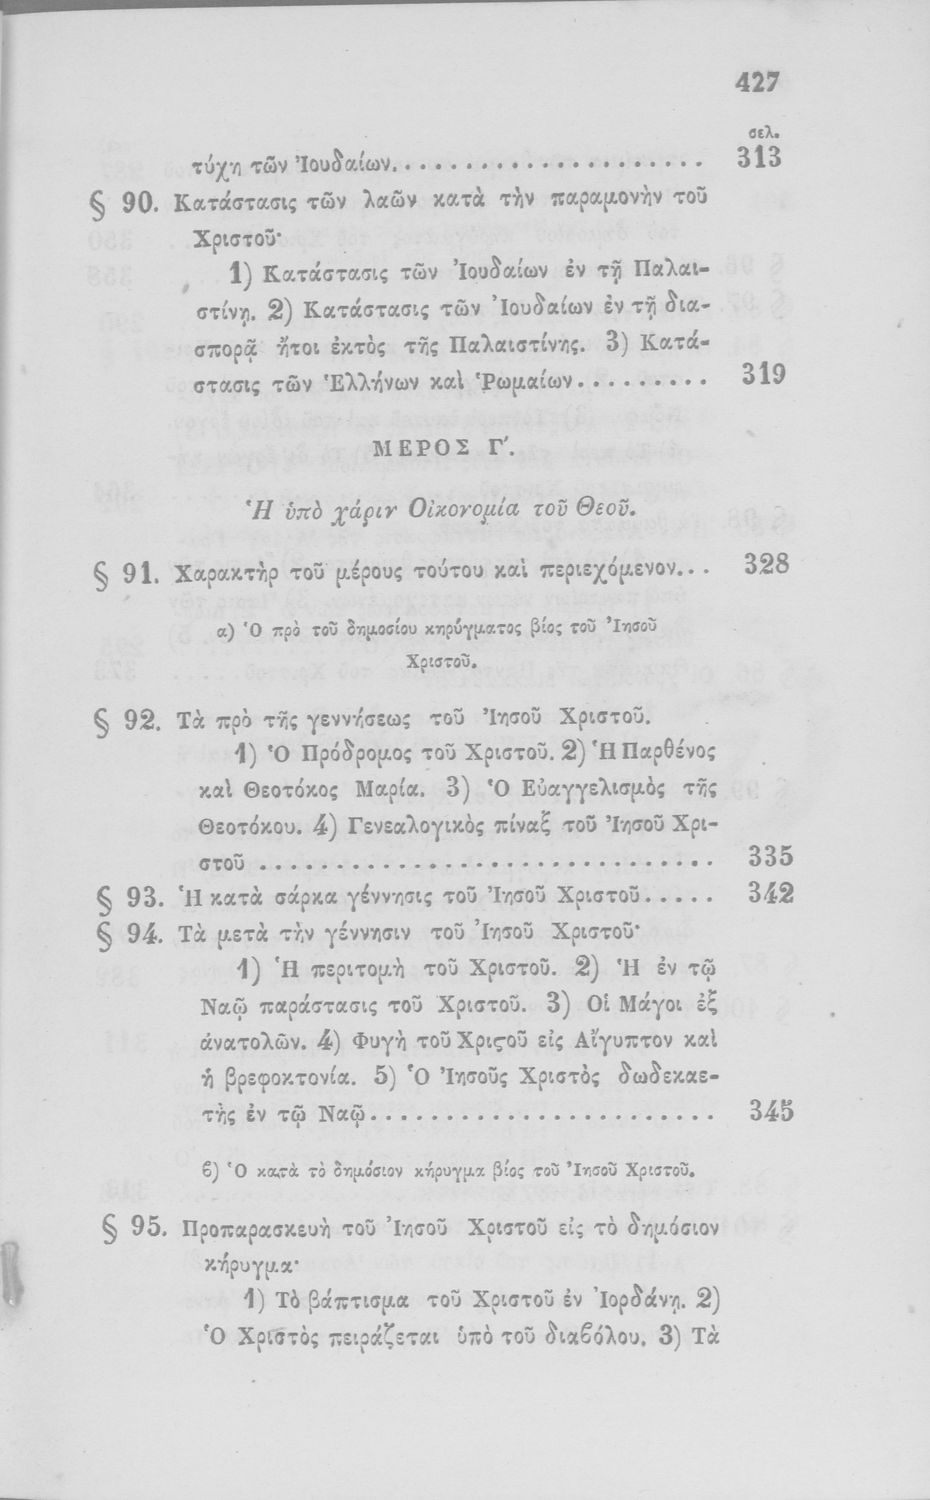 427
σελ.
τύχη τῶν Ἰουδαίων..................... 313
§ 90. Κατάστασις τῶν λαῶν κατὰ τὴν παραμονὴν τοῦ
Χριστοῦ·
1) Κατάστασις τῶν Ἰουδαίων ἐν τῇ Παλαι-
στίνῃ. 2) Κατάστασις τῶν Ἰουδαίων ἐν τῇ δια-
σπορᾷ ἤτοι ἐκτὸς τῆς Παλαιστίνης. 3) Κατά-
στασις τῶν Ἑλλήνων καὶ Ῥωμαίων......... 319
ΜΕΡΟΣ Γ΄.
Ἡ ὑπὸ χάριν Οἰκονομία τοῦ Θεοῦ.
§ 91. Χαρακτὴρ τοῦ μέρους τούτου καὶ περιεχόμενον... 328
α) Ὁ πρὸ τοῦ δημοσίου κηρύγματος βίος τοῦ Ἰησοῦ
Χριστοῦ.
§ 92. Τὰ πρὸ τῆς γεννήσεως τοῦ Ἰησοῦ Χριστοῦ.
1) Ὁ Πρόδρομος τοῦ Χριστοῦ. 2) Ἡ Παρθένος
καὶ Θεοτόκος Μαρία. 3) Ὁ Εὐαγγελισμὸς τῆς
Θεοτόκου. 4) Γενεαλογικὸς πίναξ τοῦ Ἰησοῦ Χρι-
στοῦ ............................... 335
§ 93. Ἡ κατὰ σάρκα γέννησις τοῦ Ἰησοῦ Χριστοῦ..... 342
§ 94. Τὰ μετὰ τὴν γέννησιν τοῦ Ἰησοῦ Χριστοῦ·
1) Ἡ περιτομὴ τοῦ Χριστοῦ. 2) Ἡ ἐν τῷ
Ναῷ παράστασις τοῦ Χριστοῦ. 3) Οἱ Μάγοι ἐξ
ἀνατολῶν. 4) Φυγὴ τοῦ Χριϛοῦ εἰς Αἴγυπτον καὶ
ἡ βρεφοκτονία. 5) Ὁ Ἰησοῦς Χριστὸς δωδεκαε-
τὴς ἐν τῷ Ναῷ....................... 345
ϐ) Ὁ κατὰ τὸ δημόσιον κήρυγμα βίος τοῦ Ἰησοῦ Χριστοῦ.
§ 95. Προπαρασκευὴ τοῦ Ἰησοῦ Χριστοῦ εἰς τὸ δημόσιον
κήρυγμα·
1) Τὸ βάπτισμα τοῦ Χριστοῦ ἐν Ἰορδάνῃ. 2)
Ὁ Χριστὸς πειράζεται ὑπὸ τοῦ διαϐόλου. 3) Τὰ